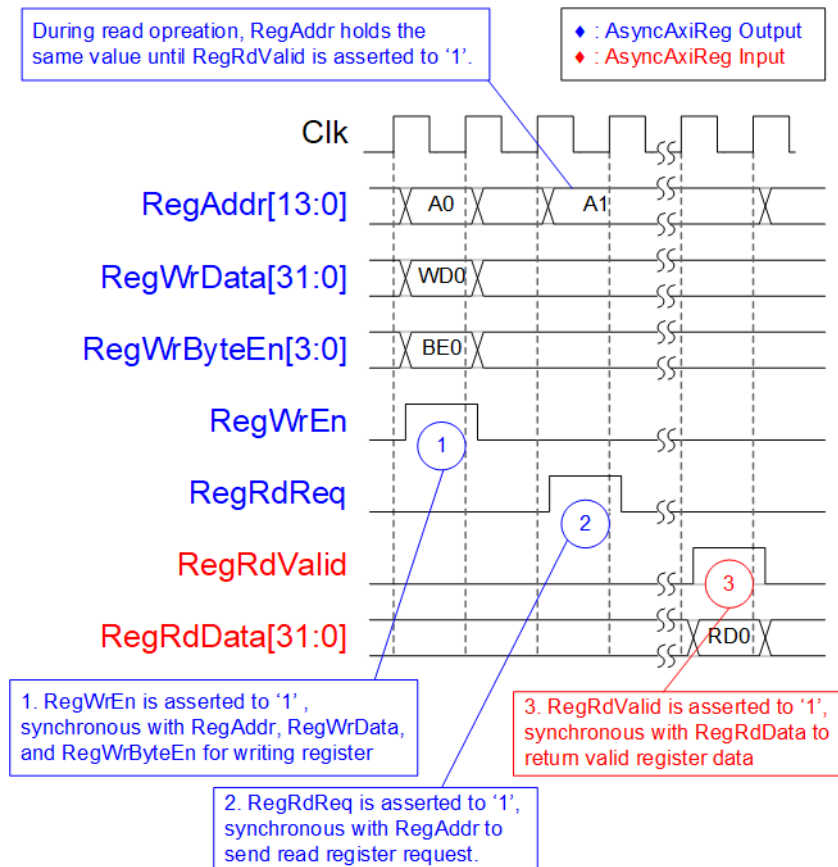 During read opreation, RegAddr holds the
same value until RegRdValid is asserted to ‘1’.
♦ : AsyncAxiReg Output
♦ : AsyncAxiReg Input
Clk
RegAddr[13:0]
A0
A1
RegWrData[31:0]
WD0
RegWrByteEn[3:0]
BE0
RegWrEn
1
RegRdReq
2
RegRdValid
3
RegRdData[31:0]
RD0
1. RegWrEn is asserted to ‘1’ ,
synchronous with RegAddr, RegWrData,
and RegWrByteEn for writing register
3. RegRdValid is asserted to ‘1’,
synchronous with RegRdData to
return valid register data
2. RegRdReq is asserted to ‘1’,
synchronous with RegAddr to
send read register request.